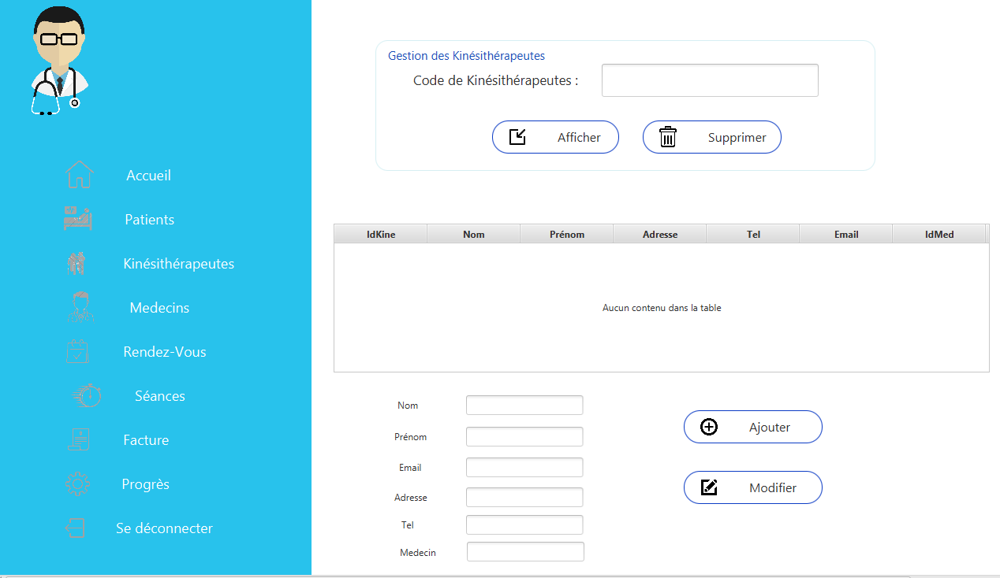 Accueil
Patients
Kinésithérapeutes
Medecins
Rendez-Vous
Séances
Facture
Progrès
Se déconnecter
Gestion des Kinésithérapeutes
Code de Kinésithérapeutes :
Afficher Supprimer
IdKine Nom Prénom Adresse Tel Email IdMed
Aucun contenu dans la table
Nom
Prénom
Email
Adresse
Tel
Medecin
Ajouter
Modifier